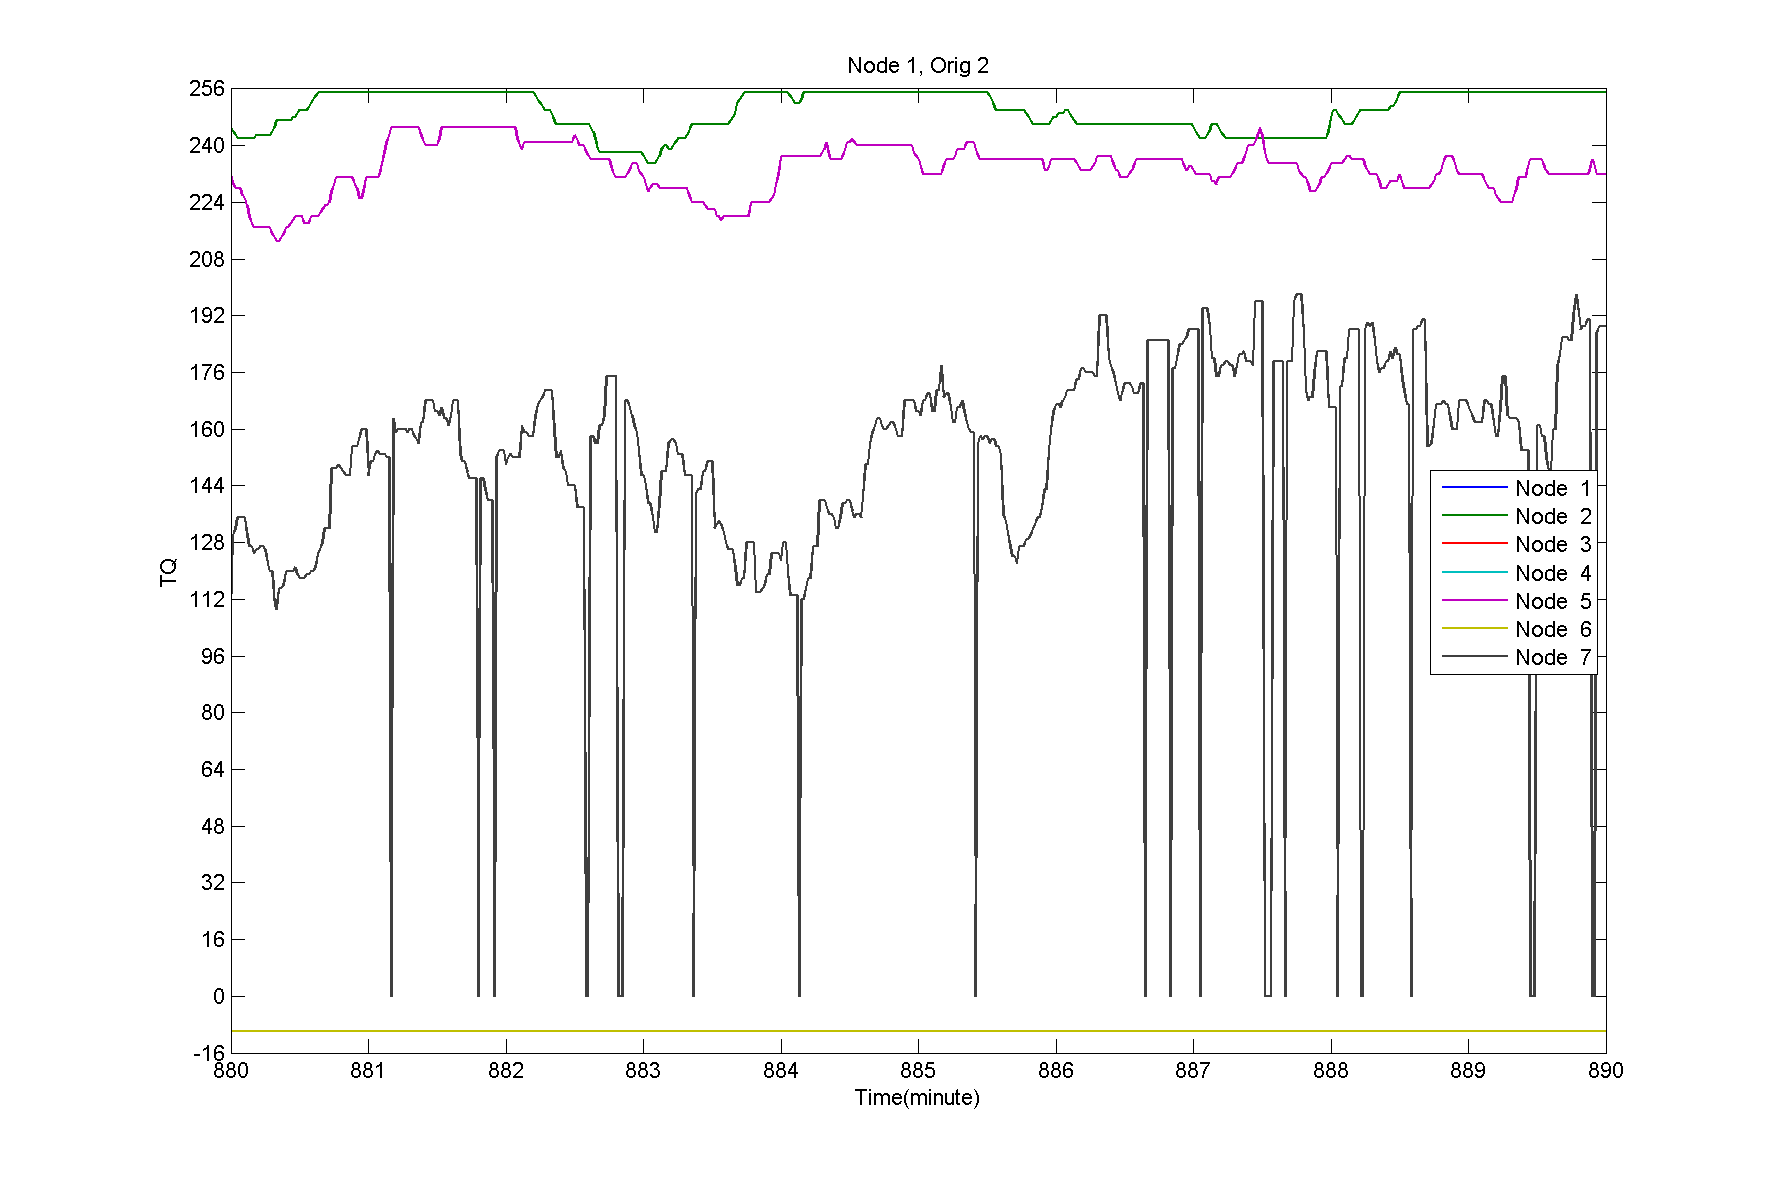 Node 1, Orig 2
256
240
224
208
192
176
160
144
128
112
96
80
64
48
32
16
0
-16
TQ
Node 1
Node 2
Node 3
Node 4
Node 5
Node 6
Node 7
880 881 882 883 884 885 886 887 888 889 890
Time(minute)